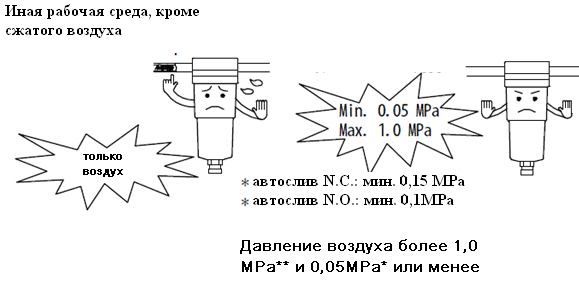 Иная рабочая среда, кроме
сжатого воздуха
только
воздух
Min. 0.05 MPa
Max. 1.0 MPa
* автослив N.C.: мин. 0,15 MPa
* автослив N.O.: мин. 0,1MPa
Давление воздуха более 1,0
MPa** и 0,05MPa* или менее